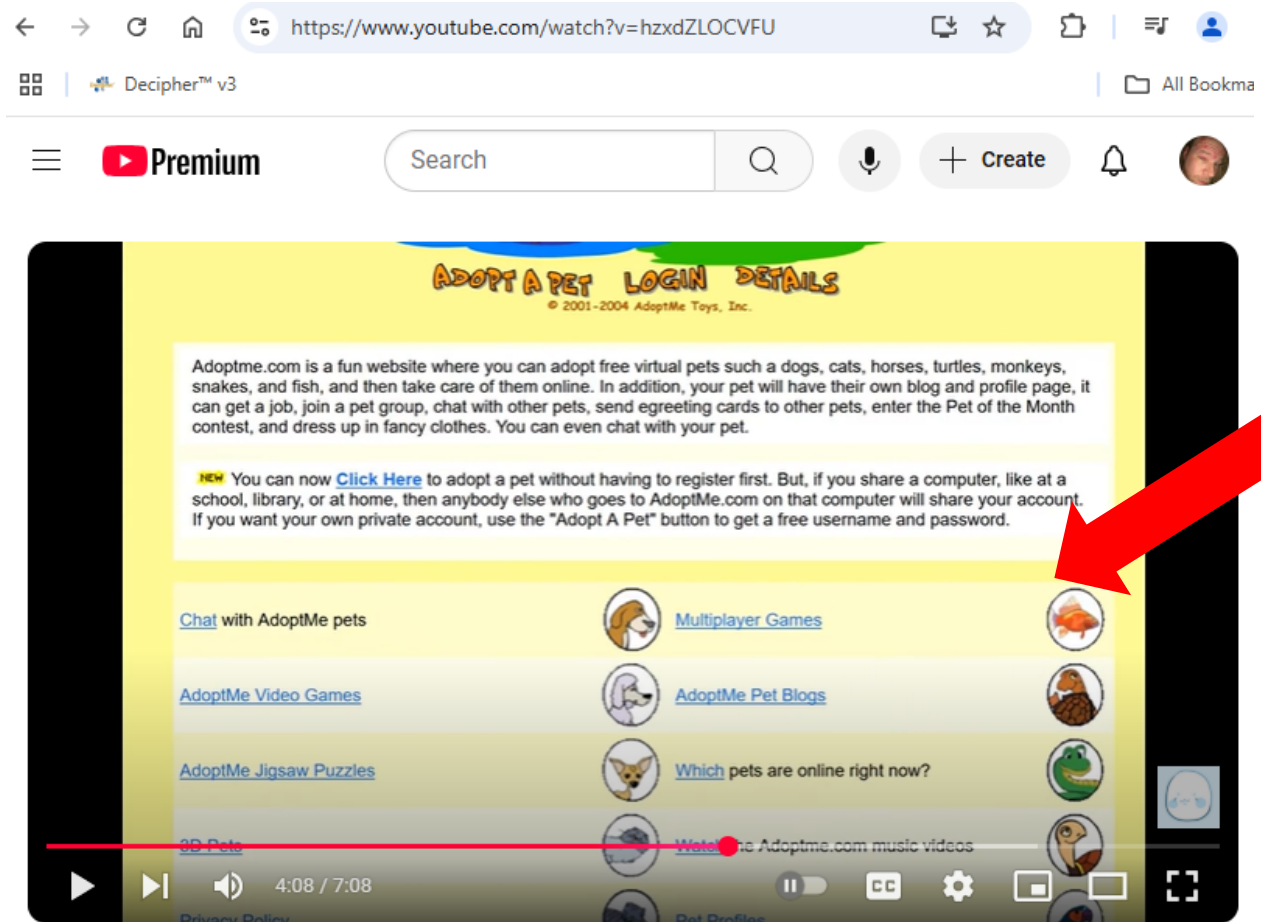 https://www.youtube.com/watch?v=hzxdZLOCVFU
Decipher™ v3
All Bookma
Premium
Search
Create
ADOPT A PET LOGIN DETAILS
© 2001-2004 AdoptMe Toys, Inc.
Adoptme.com is a fun website where you can adopt free virtual pets such a dogs, cats, horses, turtles, monkeys,
snakes, and fish, and then take care of them online. In addition, your pet will have their own blog and profile page, it
can get a job, join a pet group, chat with other pets, send egreeting cards to other pets, enter the Pet of the Month
contest, and dress up in fancy clothes. You can even chat with your pet.
NEW You can now Click Here to adopt a pet without having to register first. But, if you share a computer, like at a
school, library, or at home, then anybody else who goes to AdoptMe.com on that computer will share your account.
If you want your own private account, use the "Adopt A Pet" button to get a free username and password.
Chat with AdoptMe pets
Multiplayer Games
AdoptMe Video Games
AdoptMe Pet Blogs
AdoptMe Jigsaw Puzzles
Which pets are online right now?
3D Pets
Watch the Adoptme.com music videos
4:08 / 7:08
CC
Privacy Policy
Pet Profiles